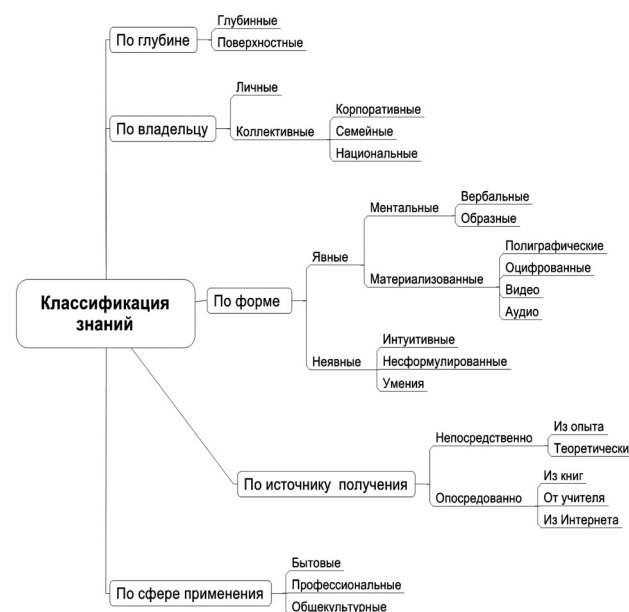 Классификация
знаний
По глубине
Глубинные
Поверхностные
По владельцу
Личные
Коллективные
Корпоративные
Семейные
Национальные
По форме
Явные
Ментальные
Вербальные
Образные
Материализованные
Полиграфические
Оцифрованные
Видео
Аудио
Неявные
Интуитивные
Несформулированные
Умения
По источнику получения
Непосредственно
Из опыта
Теоретически
Опосредованно
Из книг
От учителя
Из Интернета
По сфере применения
Бытовые
Профессиональные
Общекультурные